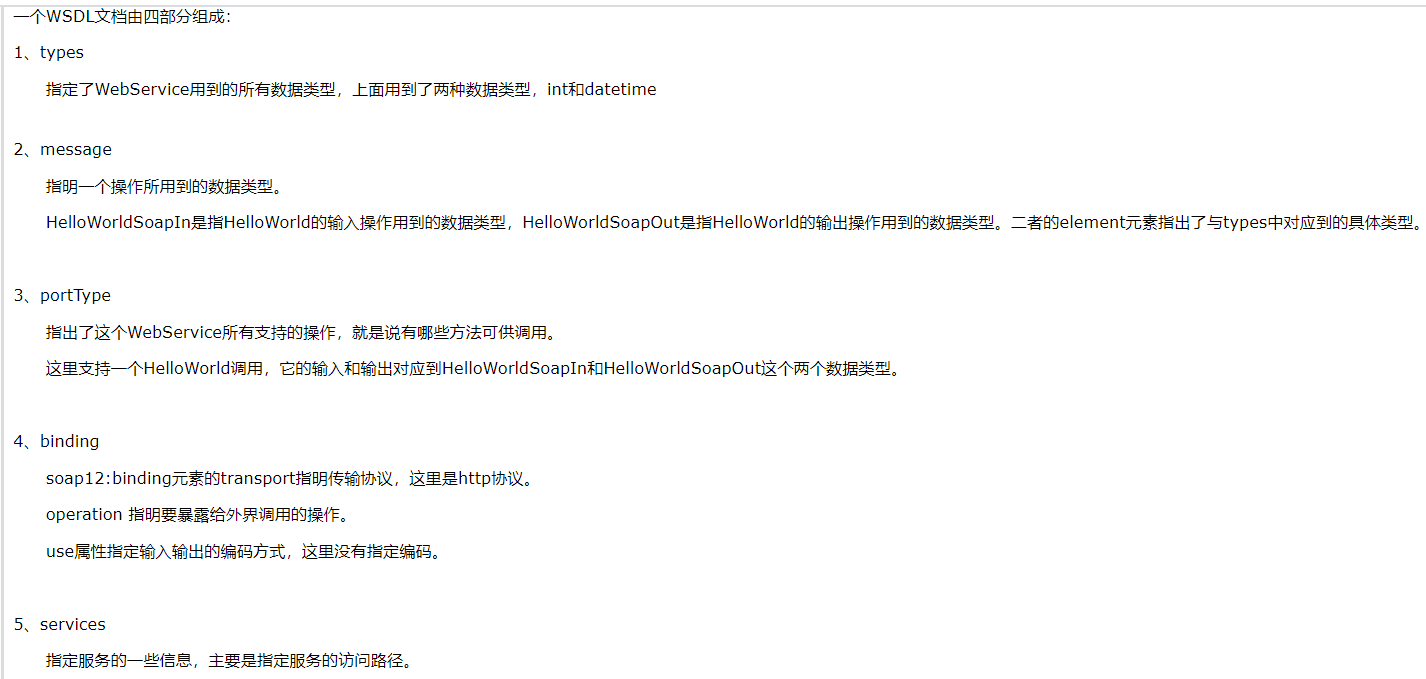 一个WSDL文档由四部分组成：
1、types
指定了WebService用到的所有数据类型，上面用到了两种数据类型，int和datetime
2、message
指明一个操作所用到的数据类型。
HelloWorldSoapIn是指HelloWorld的输入操作用到的数据类型，HelloWorldSoapOut是指HelloWorld的输出操作用到的数据类型。二者的element元素指出了与types中对应到的具体类型。
3、portType
指出了这个WebService所有支持的操作，就是说有哪些方法可供调用。
这里支持一个HelloWorld调用，它的输入和输出对应到HelloWorldSoapIn和HelloWorldSoapOut这个两个数据类型。
4、binding
soap12:binding元素的transport指明传输协议，这里是http协议。
operation 指明要暴露给外界调用的操作。
use属性指定输入输出的编码方式，这里没有指定编码。
5、services
指定服务的一些信息，主要是指定服务的访问路径。